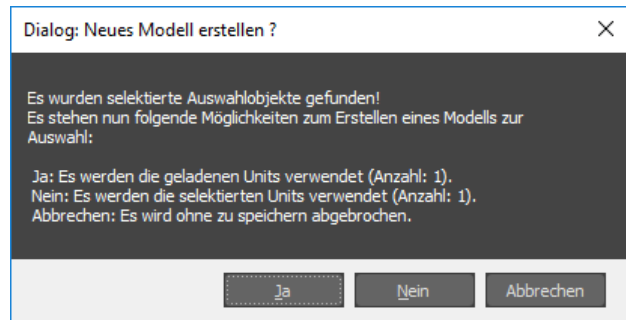 Dialog: Neues Modell erstellen ?
Es wurden selektierte Auswahlobjekte gefunden!
Es stehen nun folgende Möglichkeiten zum Erstellen eines Modells zur
Auswahl:
Ja: Es werden die geladenen Units verwendet (Anzahl: 1).
Nein: Es werden die selektierten Units verwendet (Anzahl: 1).
Abbrechen: Es wird ohne zu speichern abgebrochen.
Ja Nein Abbrechen